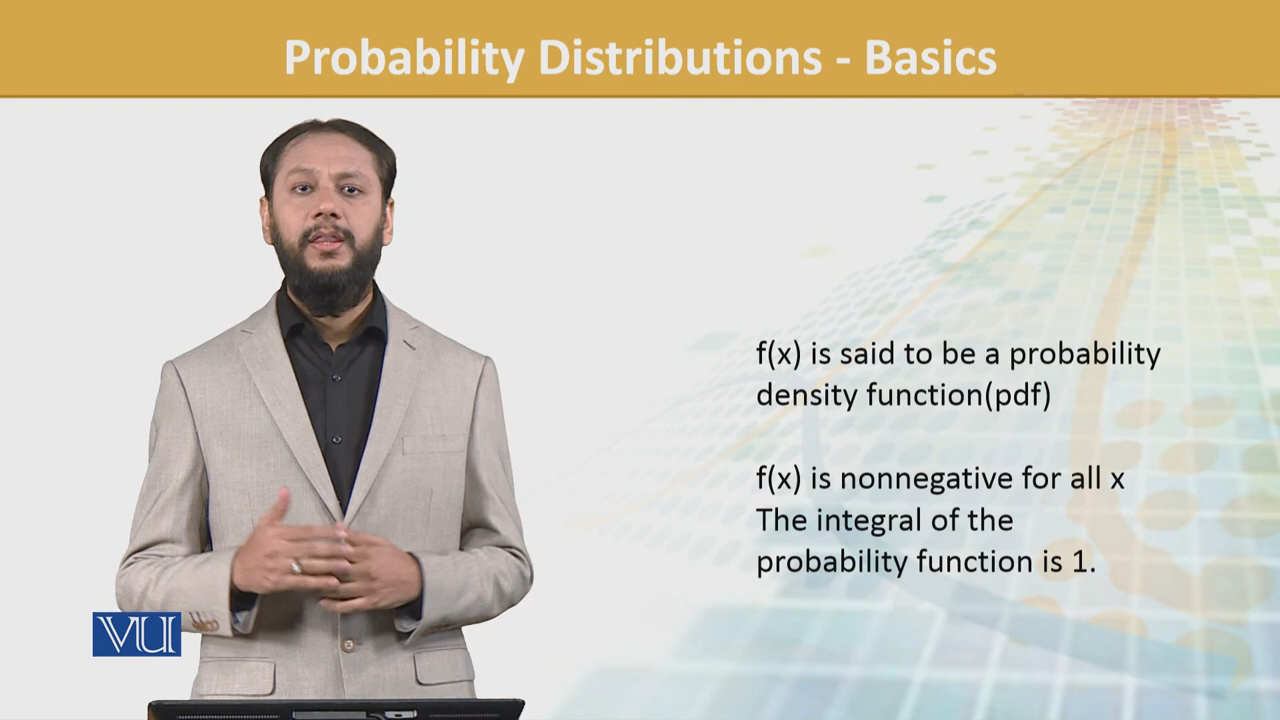 Probability Distributions - Basics
f(x) is said to be a probability
density function(pdf)
f(x) is nonnegative for all x
The integral of the
probability function is 1.
VU